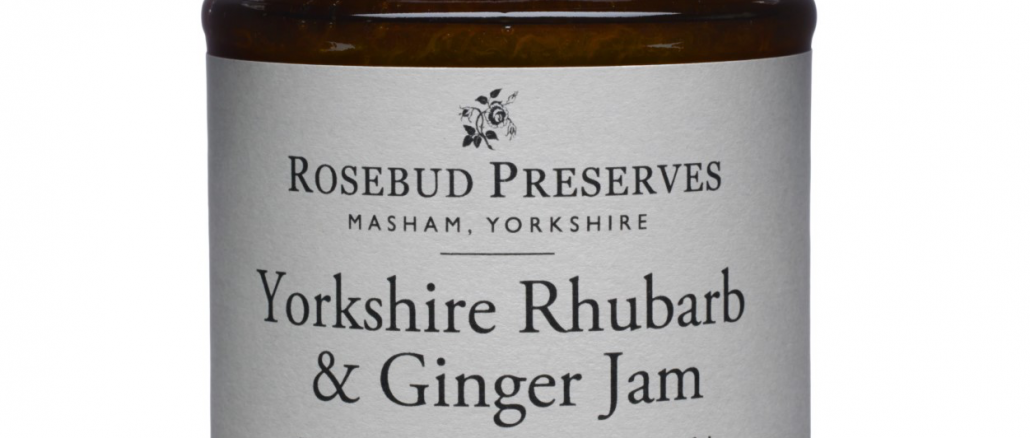 ROSEBUD PRESERVES
MASHAM, YORKSHIRE
Yorkshire Rhubarb
& Ginger Jam